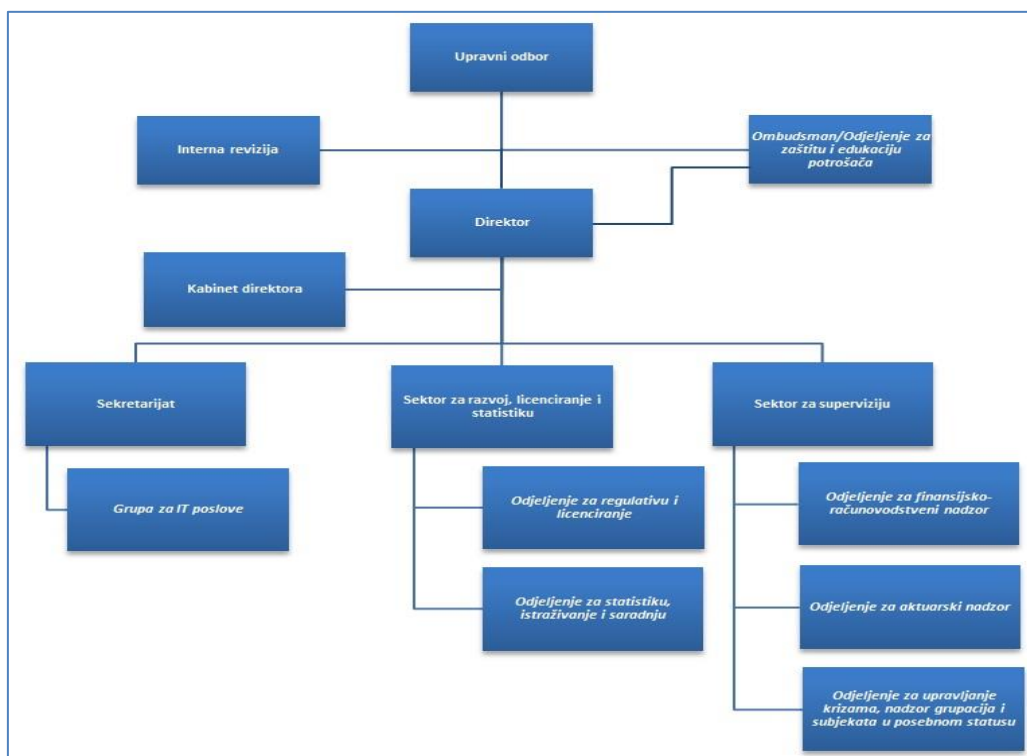 Upravni odbor
Interna revizija
Ombudsman/Odjeljenje za
zaštitu i edukaciju
potrošača
Direktor
Kabinet direktora
Sekretarijat
Sektor za razvoj, licenciranje i
statistiku
Sektor za superviziju
Grupa za IT poslove
Odjeljenje za regulativu i
licenciranje
Odjeljenje za finansijsko-
računovodstveni nadzor
Odjeljenje za statistiku,
istraživanje i saradnju
Odjeljenje za aktuarski nadzor
Odjeljenje za upravljanje
krizama, nadzor grupacija i
subjekata u posebnom statusu